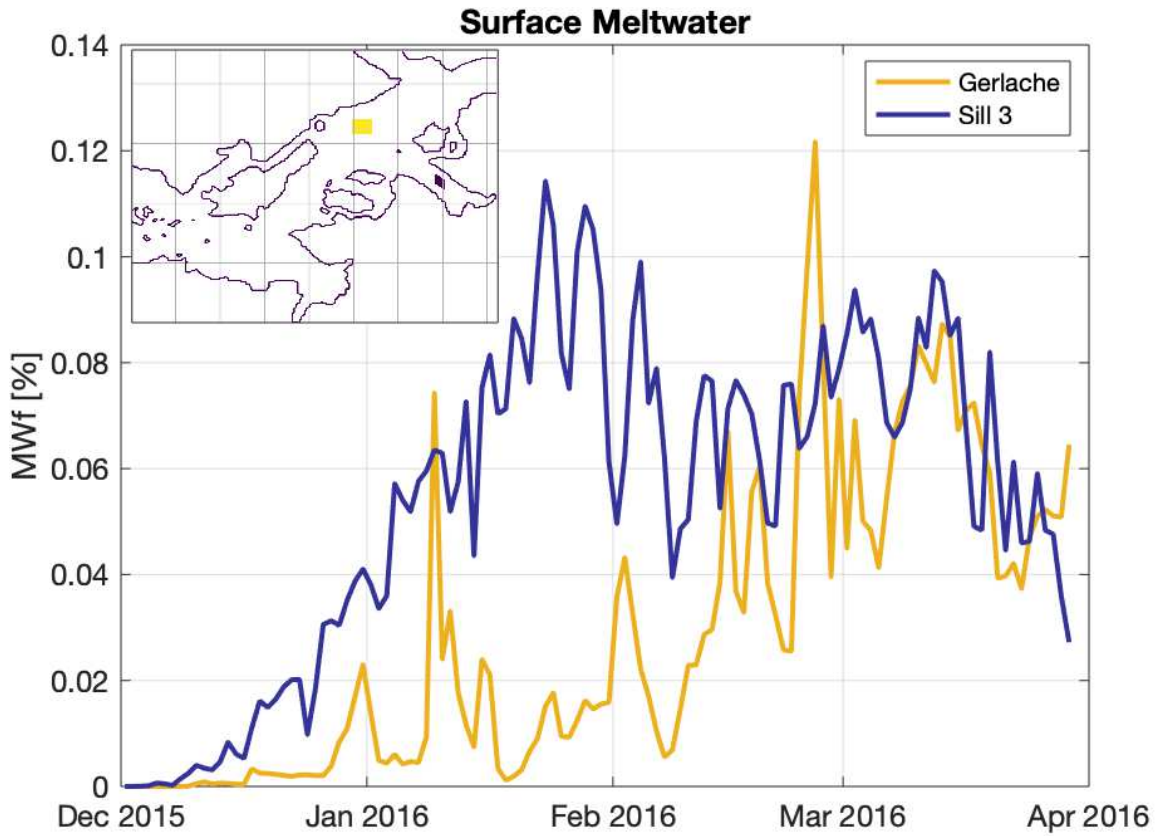 Surface Meltwater
0.14
0.12
0.1
0.08
0.06
0.04
0.02
0
MWf [%]
Gerlache
Sill 3
Dec 2015
Jan 2016
Feb 2016
Mar 2016
Apr 2016